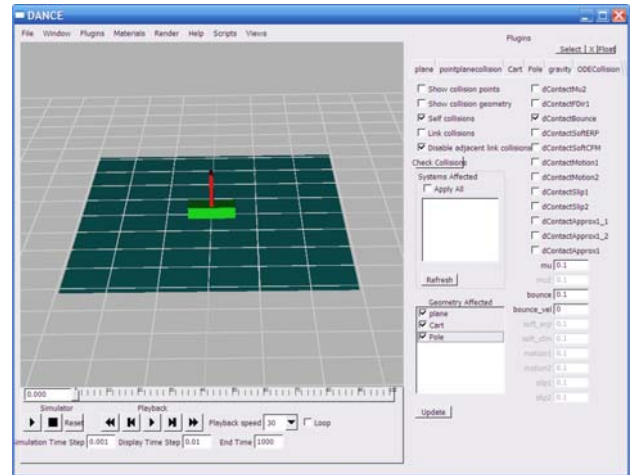 DANCE
File Window Plugins Materials Render Help Scripts Views
Plugins
Select X Float
plane pointplanecollision Cart Pole gravity ODECollision
Show collision points
Show collision geometry
Self collisions
Link collisions
Disable adjacent link collisions
Check Collisions
Systems Affected
Apply All
Refresh
Geometry Affected
plane
Cart
Pole
Update
dContactMu2
dContactFDir1
dContactBounce
dContactSoftERP
dContactSoftCFM
dContactMotion1
dContactMotion2
dContactSlip1
dContactSlip2
dContactApprox1_1
dContactApprox1_2
dContactApprox1
mu 0.1
mu2 0.1
bounce 0.1
bounce_vel 0
soft_erp 0.1
soft_cfm 0.1
motion1 0.1
motion2 0.1
slip1 0.1
slip2 0.1
0.000
Simulator Playback
Reset Playback speed 30 Loop
Simulation Time Step 0.001 Display Time Step 0.01 End Time 1000